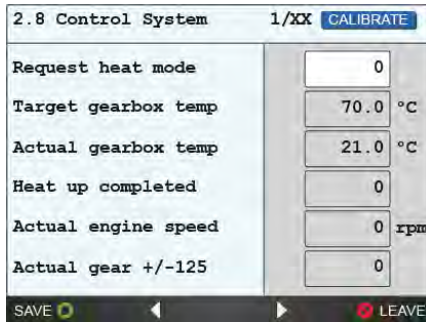 2.8 Control System 1/XX CALIBRATE
Request heat mode 0
Target gearbox temp 70.0 °C
Actual gearbox temp 21.0 °C
Heat up completed 0
Actual engine speed 0 rpm
Actual gear +/-125 0
SAVE LEAVE